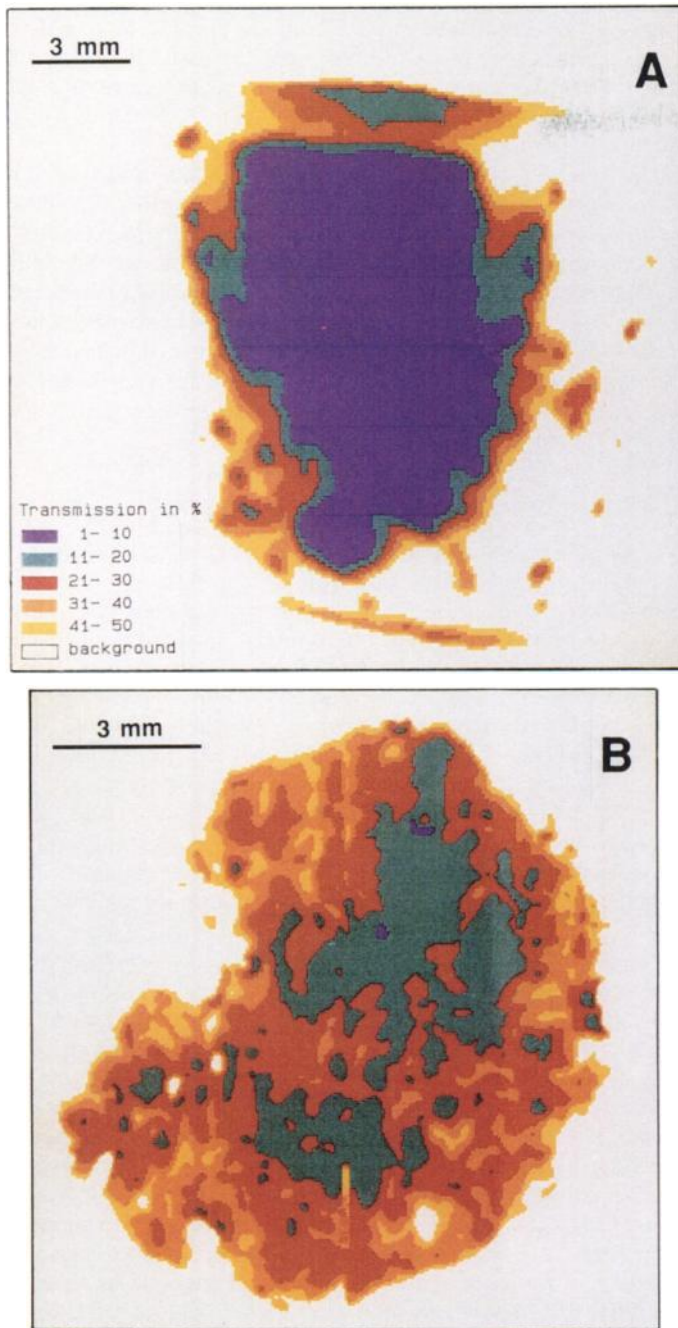 3 mm
A
Transmission in %
1- 10
11- 20
21- 30
31- 40
41- 50
background
3 mm
B